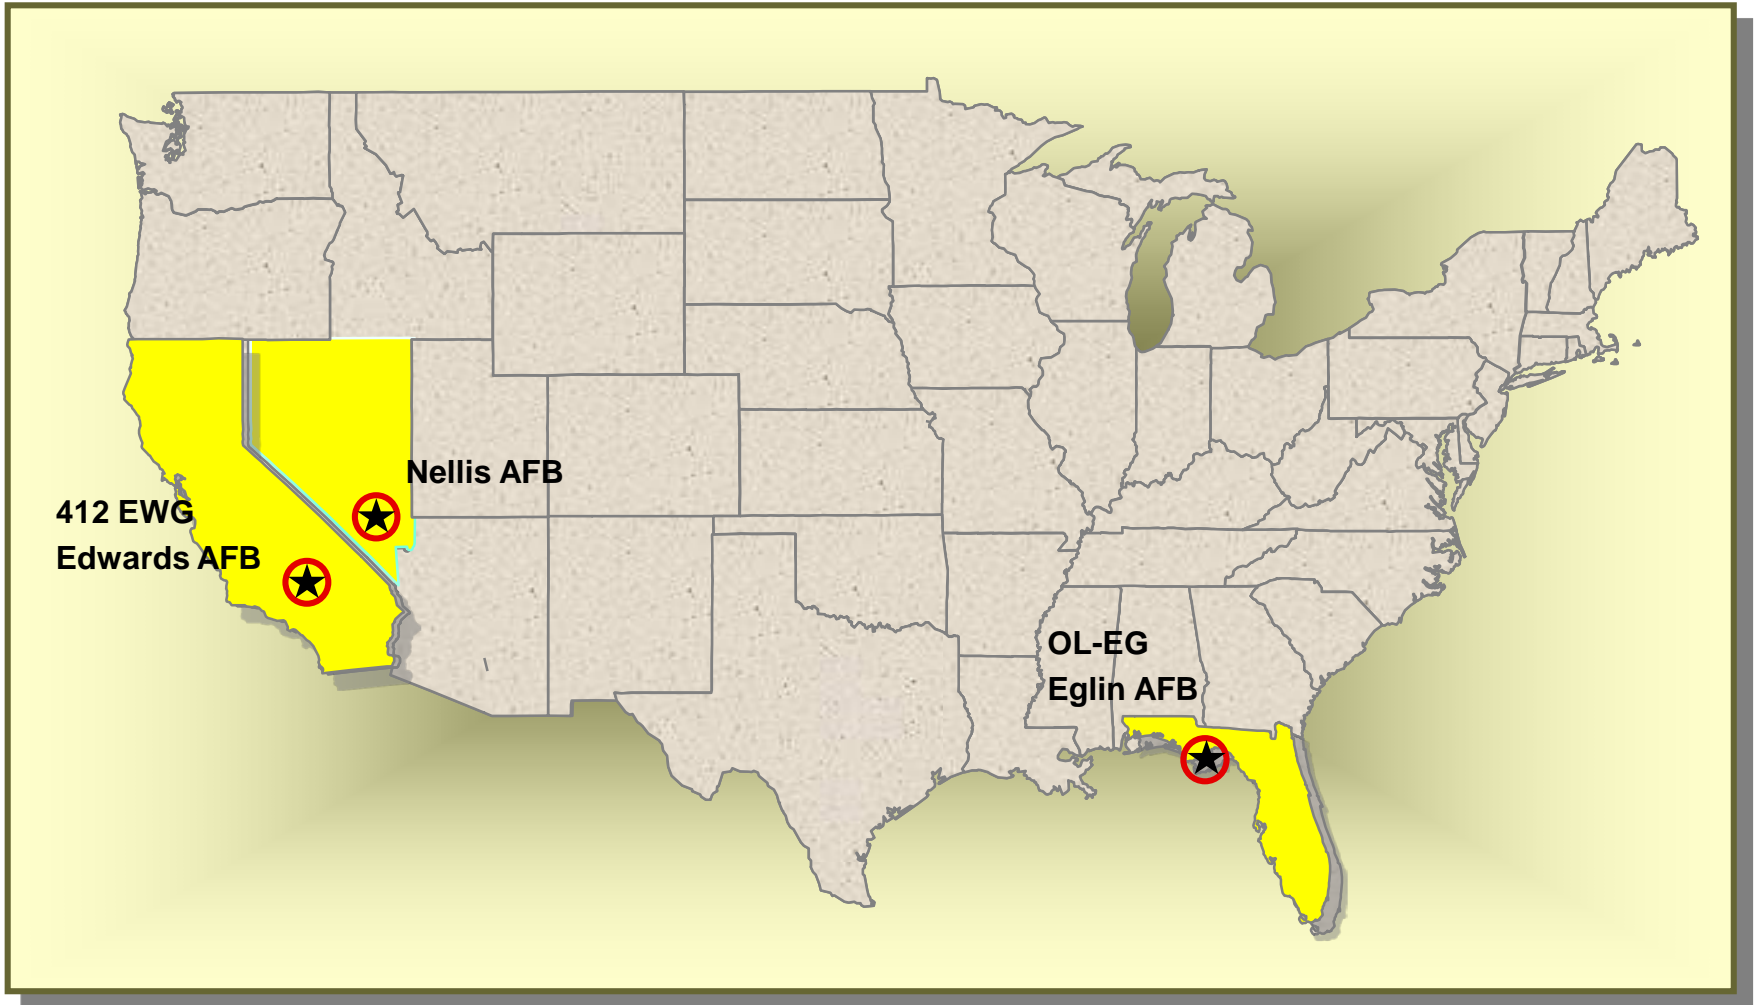 Nellis AFB
412 EWG
Edwards AFB
OL-EG
Eglin AFB